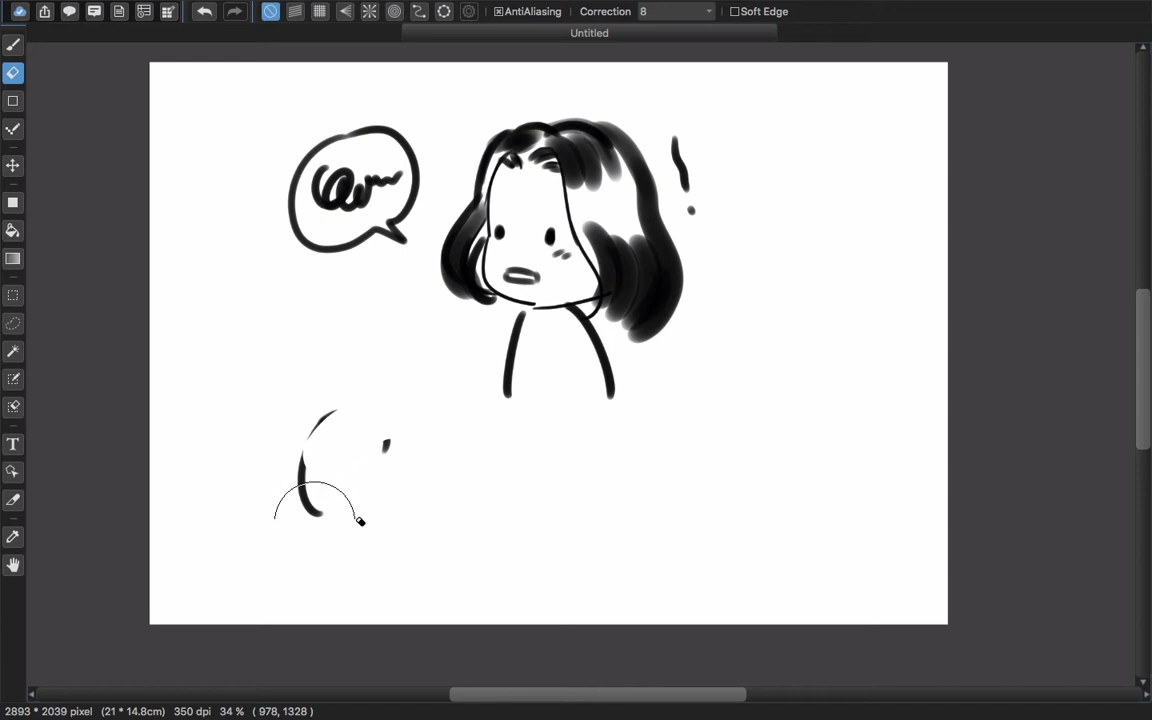 AntiAliasing Correction 8 Soft Edge
Untitled
!
T
2893 * 2039 pixel (21 * 14.8cm) 350 dpi 34 % ( 978, 1328 )